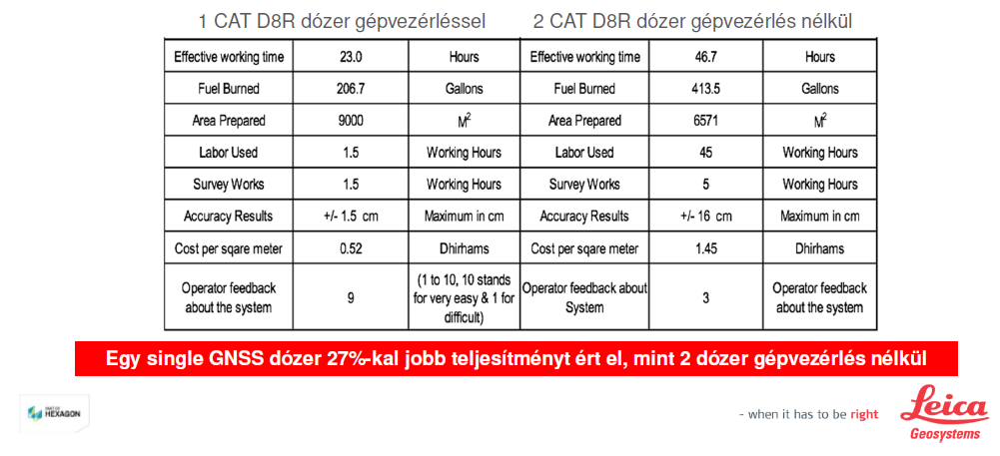 1 CAT D8R dózer gépvezérléssel 2 CAT D8R dózer gépvezérlés nélkül
Effective working time 23.0 Hours Effective working time 46.7 Hours
Fuel Burned 206.7 Gallons Fuel Burned 413.5 Gallons
Area Prepared 9000 M² Area Prepared 6571 M²
Labor Used 1.5 Working Hours Labor Used 45 Working Hours
Survey Works 1.5 Working Hours Survey Works 5 Working Hours
Accuracy Results +/- 1.5 cm Maximum in cm Accuracy Results +/- 16 cm Maximum in cm
Cost per sqare meter 0.52 Dhirhams Cost per sqare meter 1.45 Dhirhams
Operator feedback
about the system
9
(1 to 10, 10 stands
for very easy & 1 for
difficult)
Operator feedback about
System
3
Operator feedback
about the system
Egy single GNSS dózer 27%-kal jobb teljesítményt ért el, mint 2 dózer gépvezérlés nélkül
PART OF
HEXAGON
- when it has to be right
Leica
Geosystems